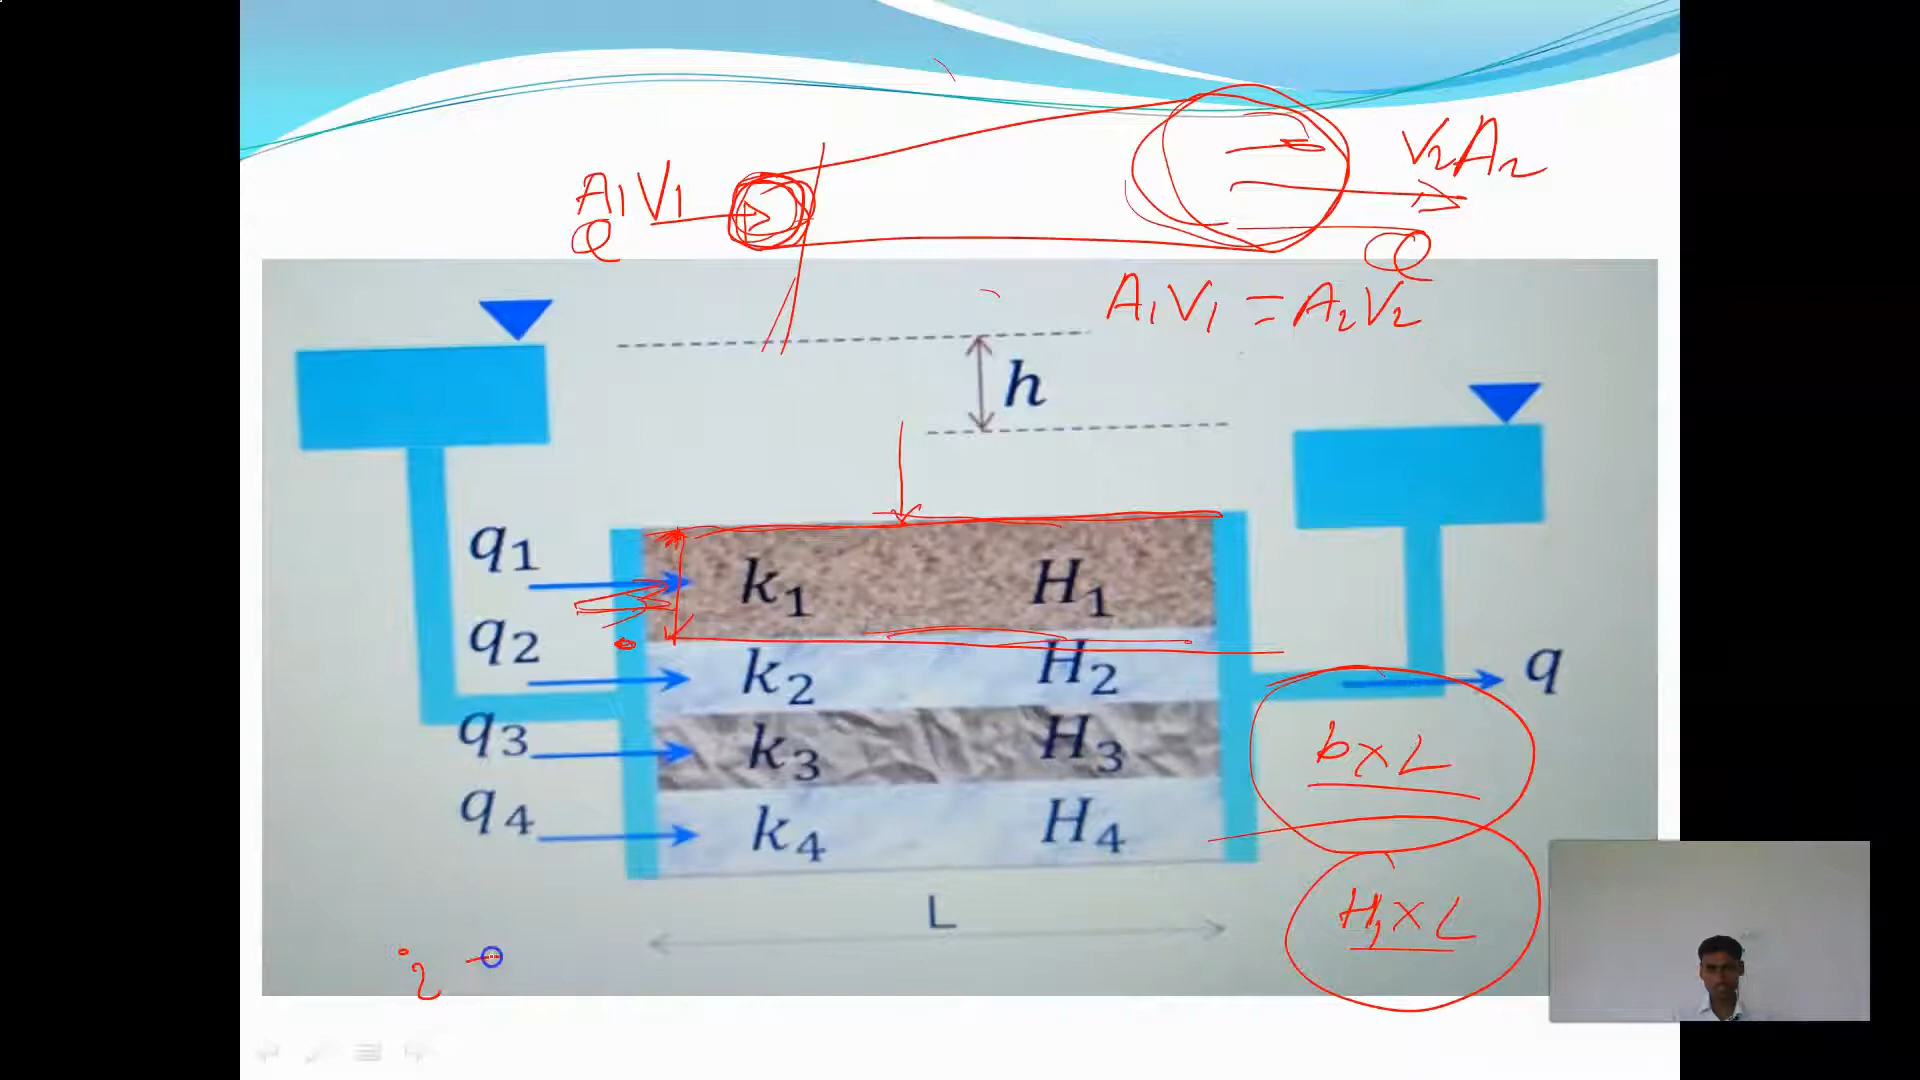 A1V1
Q
V2A2
Q
A1V1 = A2V2
h
q1
k1 H1
q2
k2 H2
q
q3
k3 H3
b×L
q4
k4 H4
H1×L
L
i =